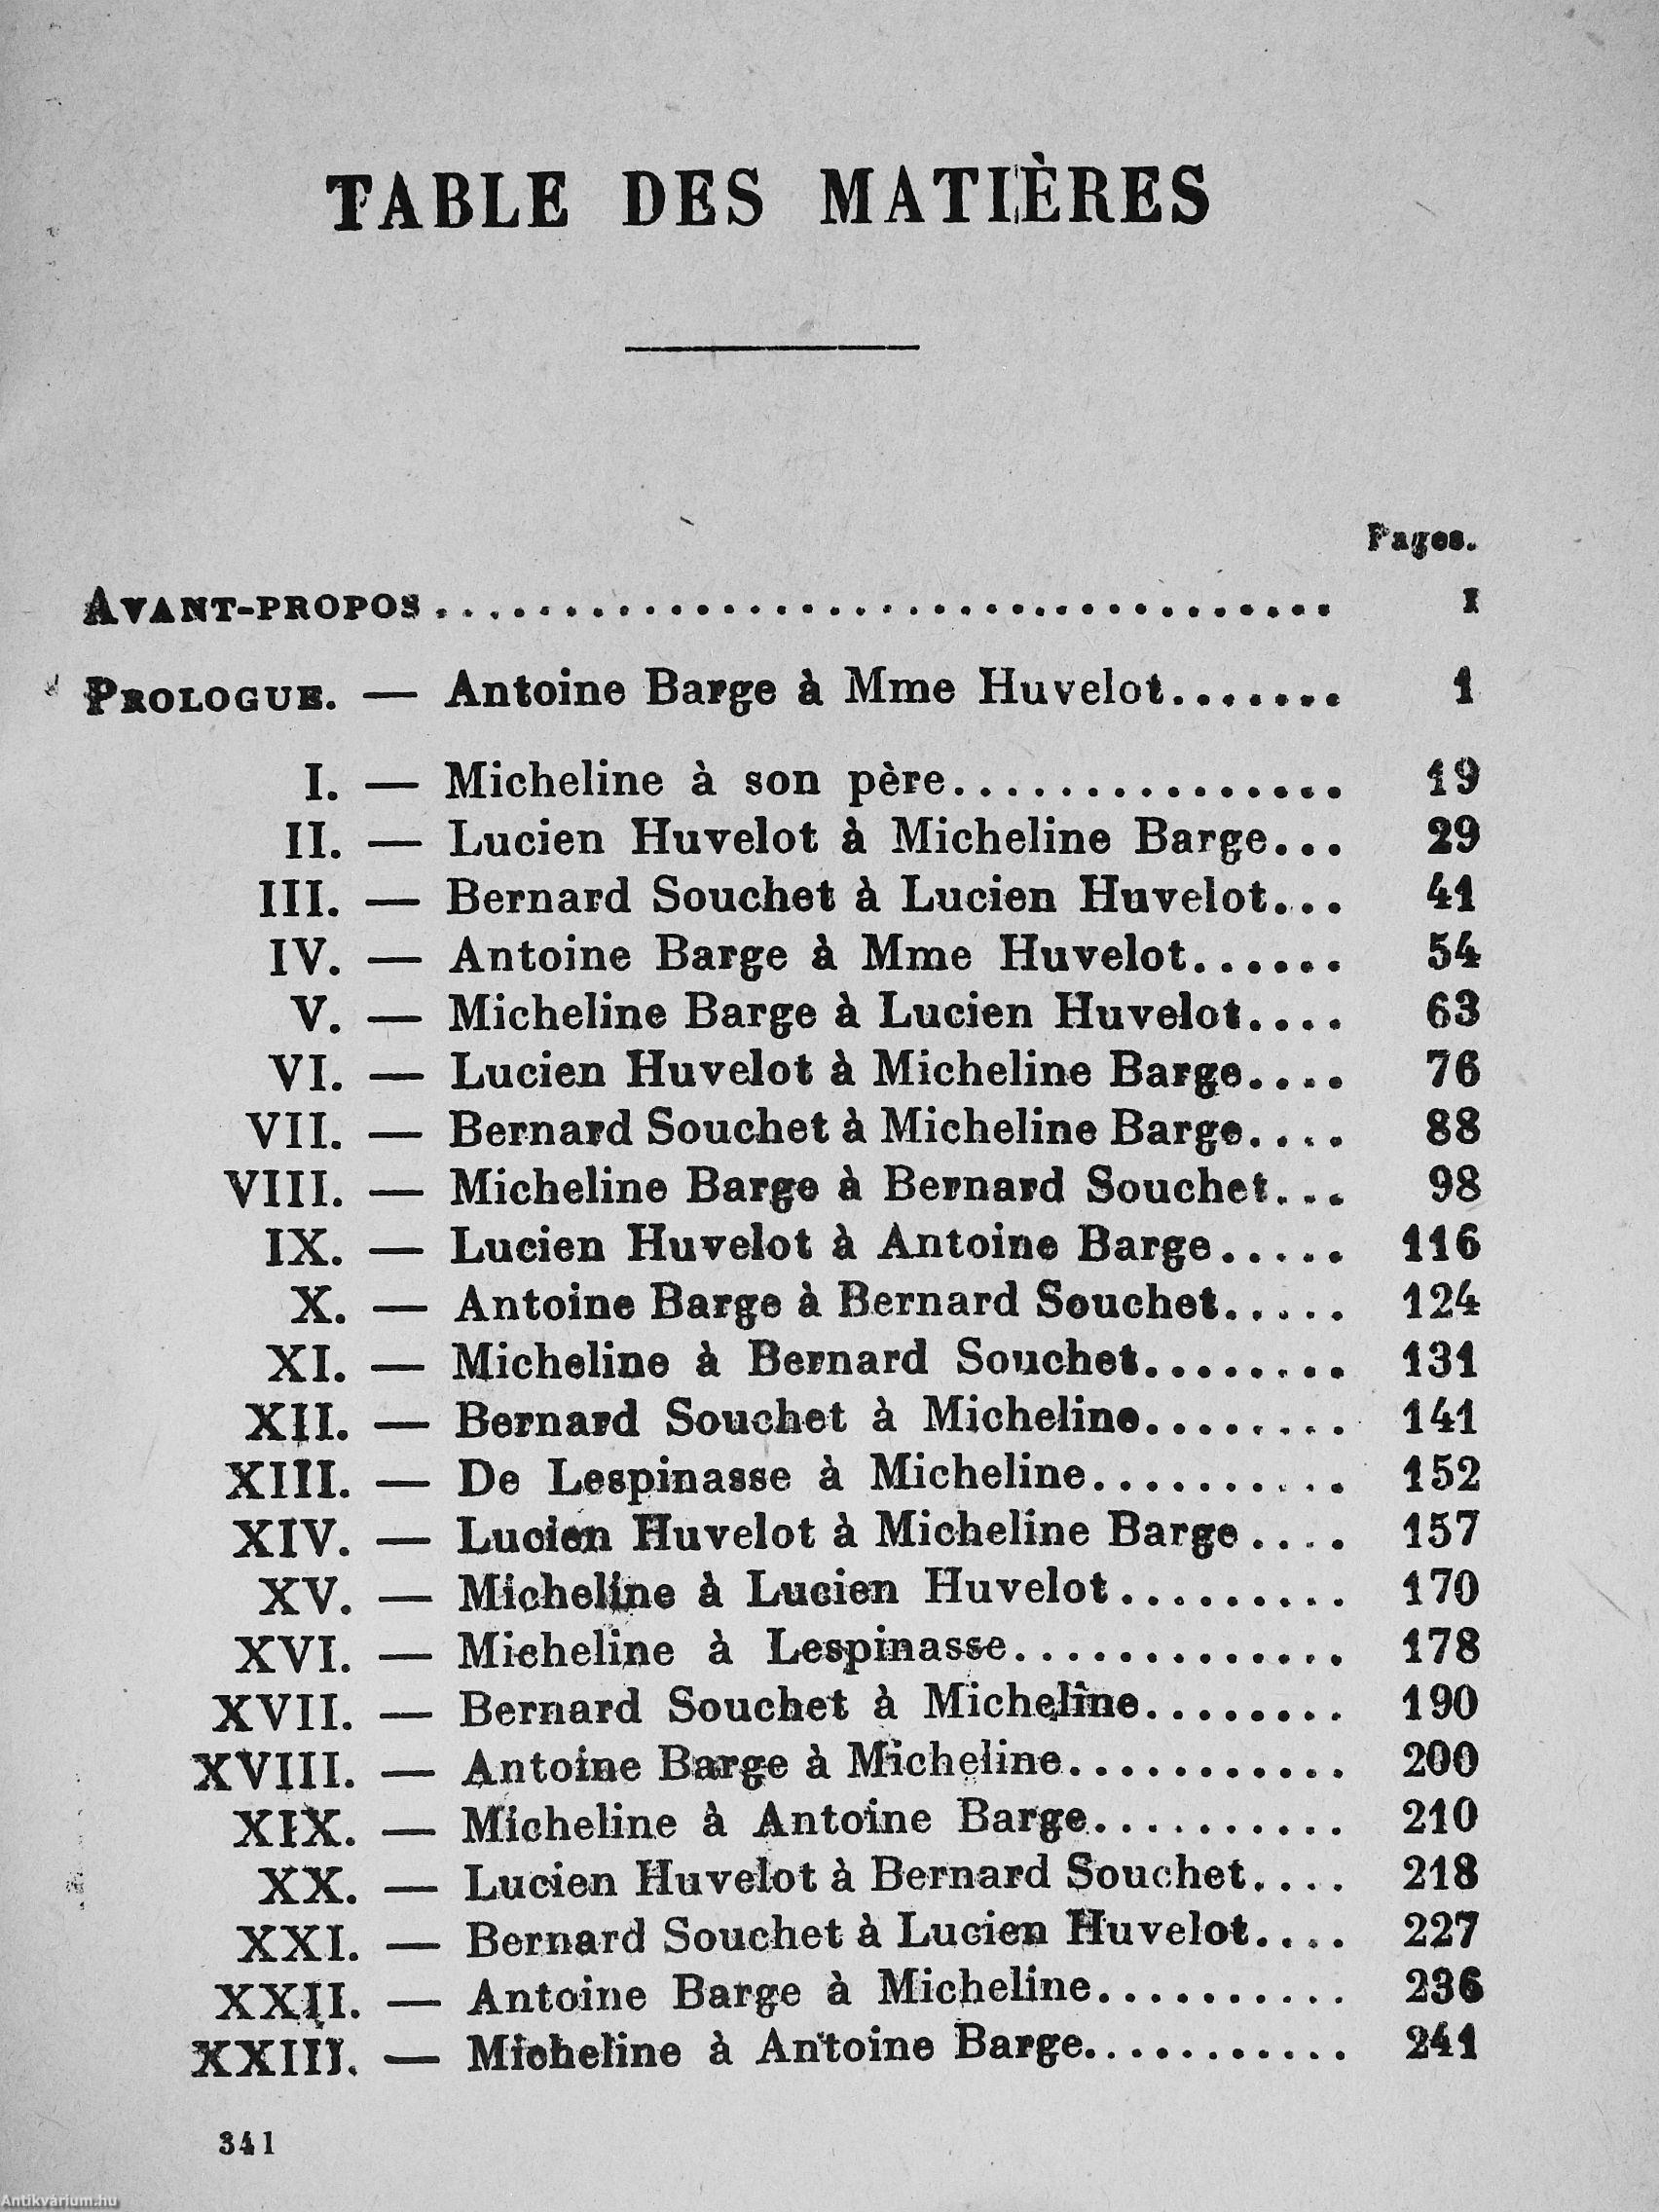 TABLE DES MATIÈRES
Pages.
AVANT-PROPOS.................................. I
PROLOGUE. — Antoine Barge à Mme Huvelot....... 1
I. — Micheline à son père............... 19
II. — Lucien Huvelot à Micheline Barge... 29
III. — Bernard Souchet à Lucien Huvelot... 41
IV. — Antoine Barge à Mme Huvelot...... 54
V. — Micheline Barge à Lucien Huvelot.... 63
VI. — Lucien Huvelot à Micheline Barge.... 76
VII. — Bernard Souchet à Micheline Barge.... 88
VIII. — Micheline Barge à Bernard Souchet... 98
IX. — Lucien Huvelot à Antoine Barge..... 116
X. — Antoine Barge à Bernard Souchet..... 124
XI. — Micheline à Bernard Souchet........ 131
XII. — Bernard Souchet à Micheline........ 141
XIII. — De Lespinasse à Micheline.......... 152
XIV. — Lucien Huvelot à Micheline Barge.... 157
XV. — Micheline à Lucien Huvelot......... 170
XVI. — Micheline à Lespinasse............. 178
XVII. — Bernard Souchet à Micheline........ 190
XVIII. — Antoine Barge à Micheline........... 200
XIX. — Micheline à Antoine Barge.......... 210
XX. — Lucien Huvelot à Bernard Souchet.... 218
XXI. — Bernard Souchet à Lucien Huvelot.... 227
XXII. — Antoine Barge à Micheline.......... 236
XXIII. — Micheline à Antoine Barge........... 241
341
Antikvárium.hu